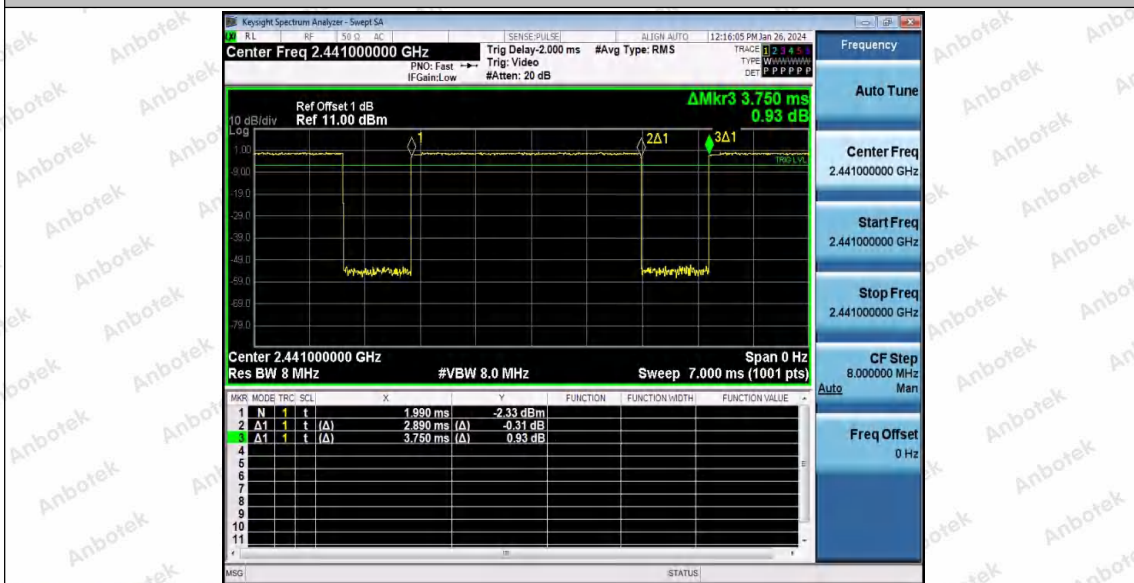 Keysight Spectrum Analyzer - Swept SA
RL RF 50 Ω AC SENSE:PULSE ALIGN AUTO 12:16:05 PM Jan 26, 2024
Center Freq 2.441000000 GHz
PNO: Fast
IFGain:Low
Trig Delay-2.000 ms
Trig: Video
#Atten: 20 dB
#Avg Type: RMS
TRACE 1 2 3 4 5 6
TYPE WWWWWW
DET P P P P P P
Ref Offset 1 dB
10 dB/div Ref 11.00 dBm
ΔMkr3 3.750 ms
0.93 dB
Log
1
2Δ1
3Δ1
TRIG LVL
1.00
-9.00
-19.0
-29.0
-39.0
-49.0
-59.0
-69.0
-79.0
Center 2.441000000 GHz Span 0 Hz
Res BW 8 MHz #VBW 8.0 MHz Sweep 7.000 ms (1001 pts)
MKR MODE TRC SCL X Y FUNCTION FUNCTION WIDTH FUNCTION VALUE
1 N 1 t 1.990 ms -2.33 dBm
2 Δ1 1 t (Δ) 2.890 ms (Δ) -0.31 dB
3 Δ1 1 t (Δ) 3.750 ms (Δ) 0.93 dB
4
5
6
7
8
9
10
11
MSG STATUS
Frequency
Auto Tune
Center Freq
2.441000000 GHz
Start Freq
2.441000000 GHz
Stop Freq
2.441000000 GHz
CF Step
8.000000 MHz
Auto Man
Freq Offset
0 Hz
Anbotek